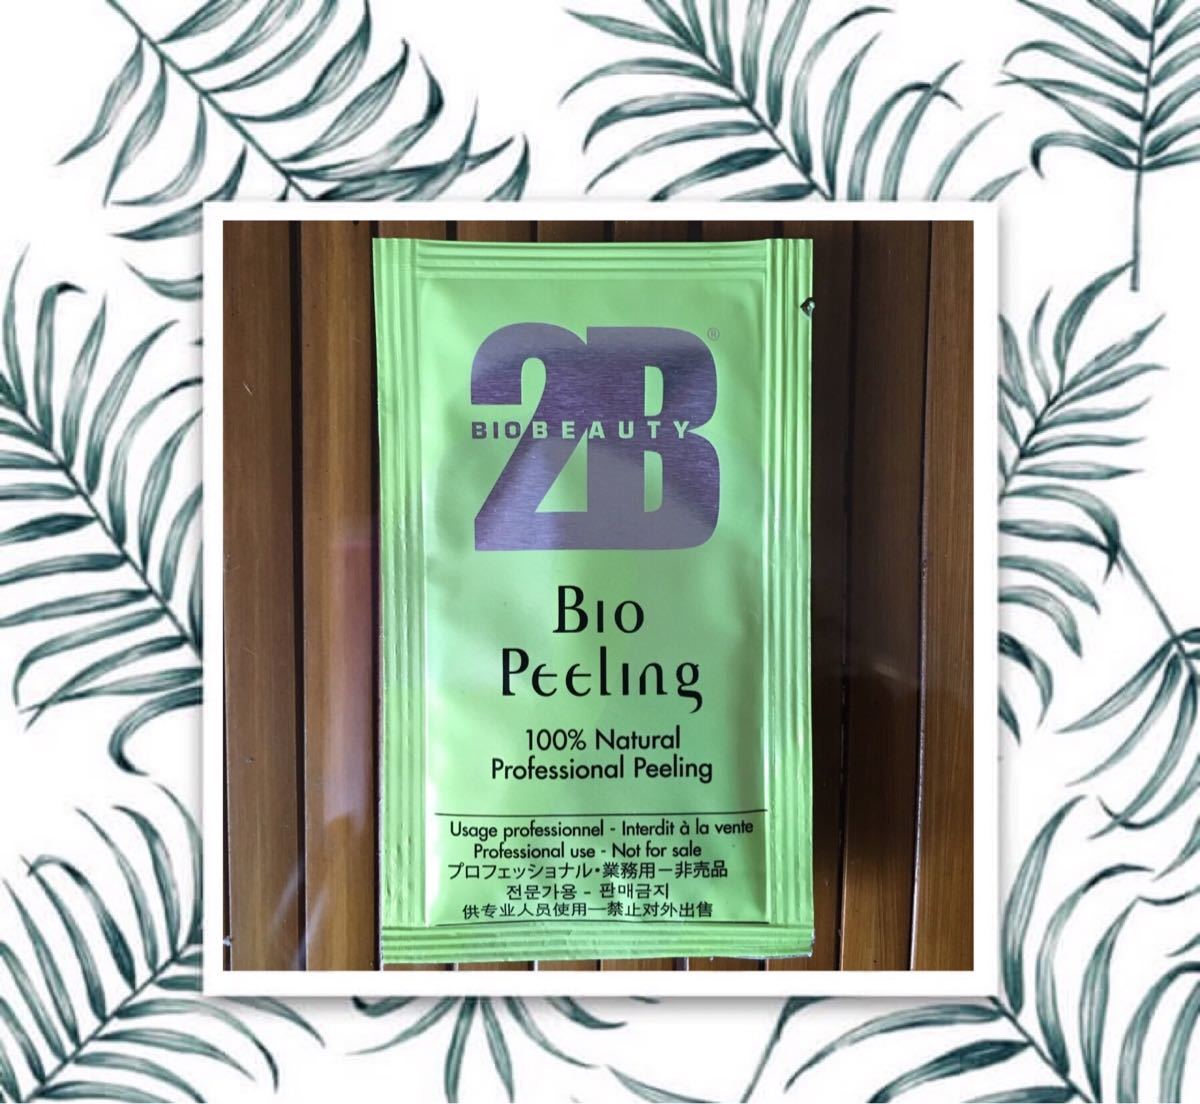 2B®
BIOBEAUTY
Bio
Peeling
100% Natural
Professional Peeling
Usage professionnel - Interdit à la vente
Professional use - Not for sale
プロフェッショナル・業務用－非売品
전문가용 - 판매금지
供专业人员使用—禁止对外出售